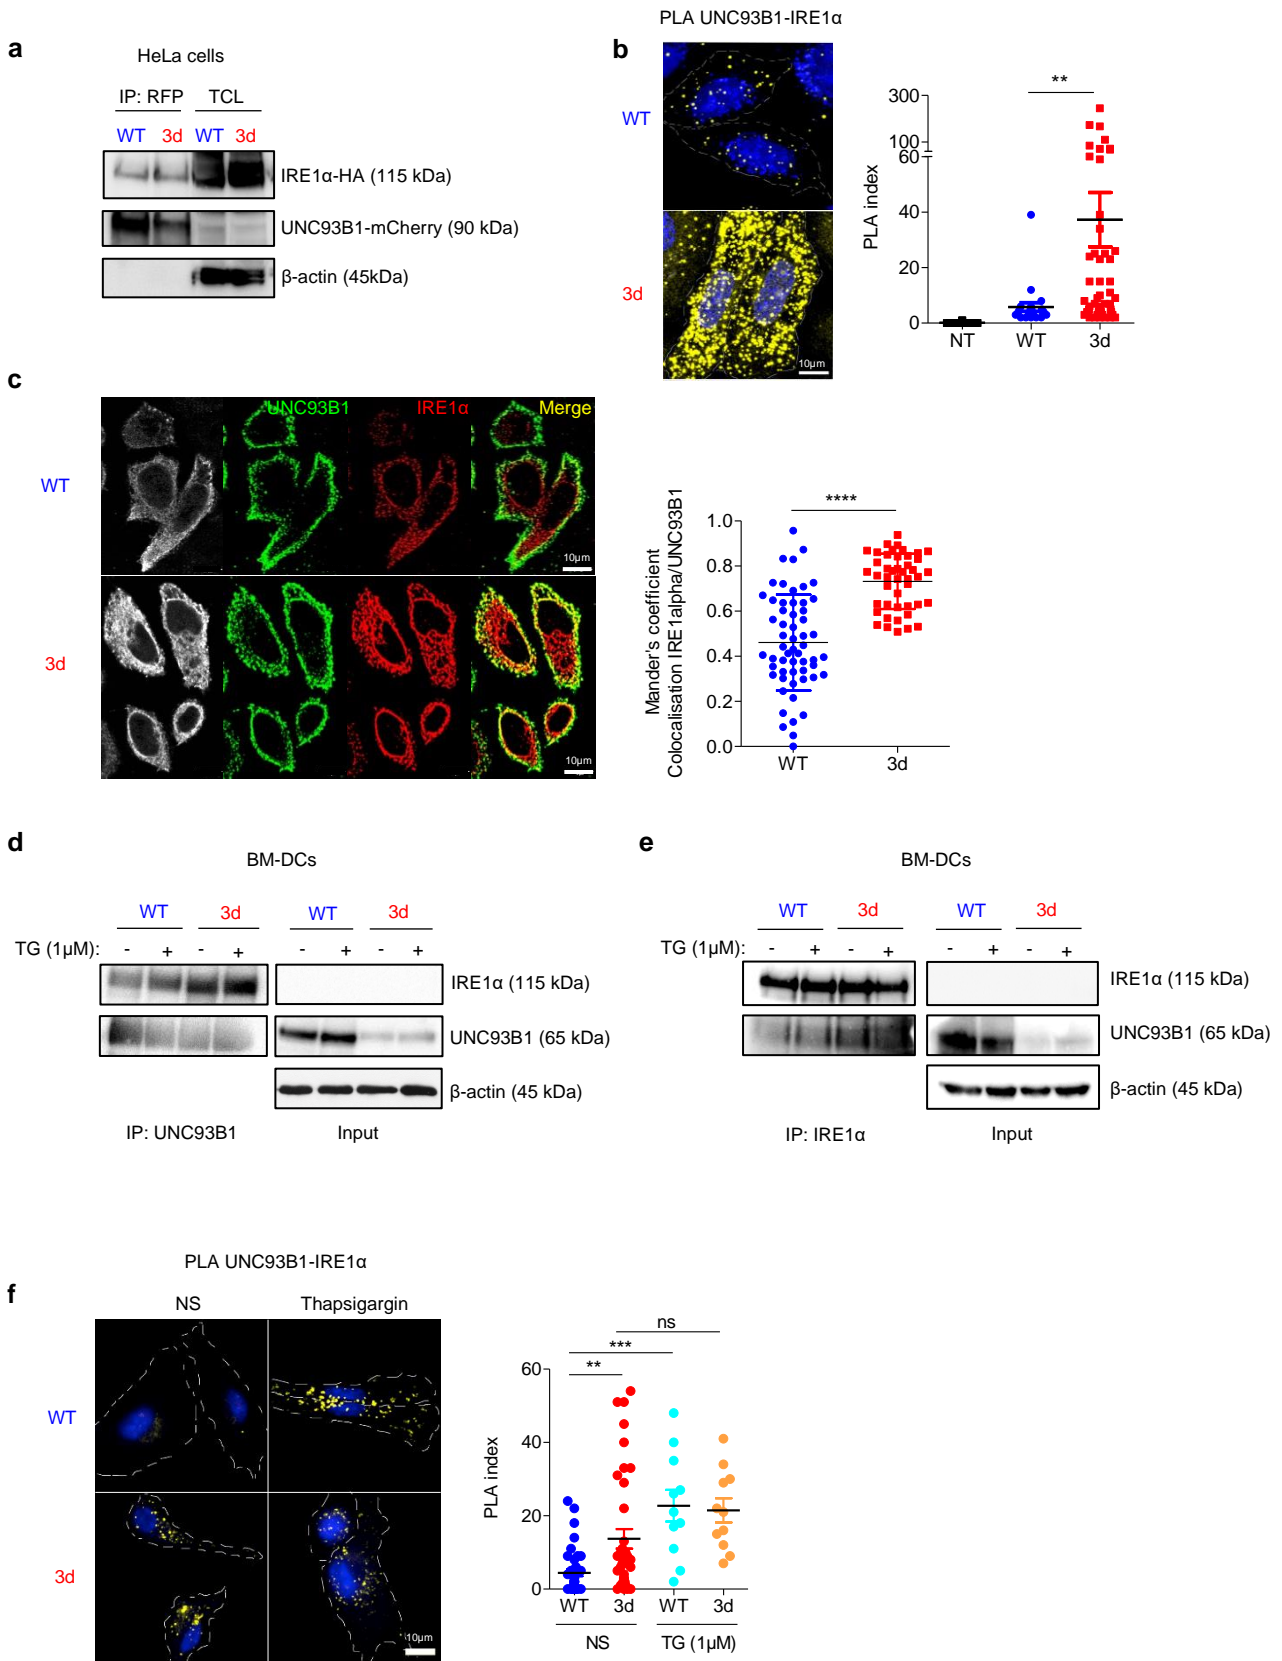 a
HeLa cells
IP: RFP TCL
WT 3d WT 3d
IRE1α-HA (115 kDa)
UNC93B1-mCherry (90 kDa)
β-actin (45kDa)
PLA UNC93B1-IRE1α
b
WT
3d
10µm
**
300
100
60
40
20
0
PLA index
NT WT 3d
c
UNC93B1 IRE1α Merge
WT
10µm
3d
10µm
****
1.0
0.8
0.6
0.4
0.2
0.0
Mander's coefficient
Colocalisation IRE1alpha/UNC93B1
WT 3d
d
BM-DCs
WT 3d WT 3d
TG (1µM): - + - + - + - +
IRE1α (115 kDa)
UNC93B1 (65 kDa)
β-actin (45 kDa)
IP: UNC93B1 Input
e
BM-DCs
WT 3d WT 3d
TG (1µM): - + - + - + - +
IRE1α (115 kDa)
UNC93B1 (65 kDa)
β-actin (45 kDa)
IP: IRE1α Input
PLA UNC93B1-IRE1α
f
NS Thapsigargin
WT
3d
10µm
ns
***
**
60
40
20
0
PLA index
WT 3d WT 3d
NS TG (1µM)